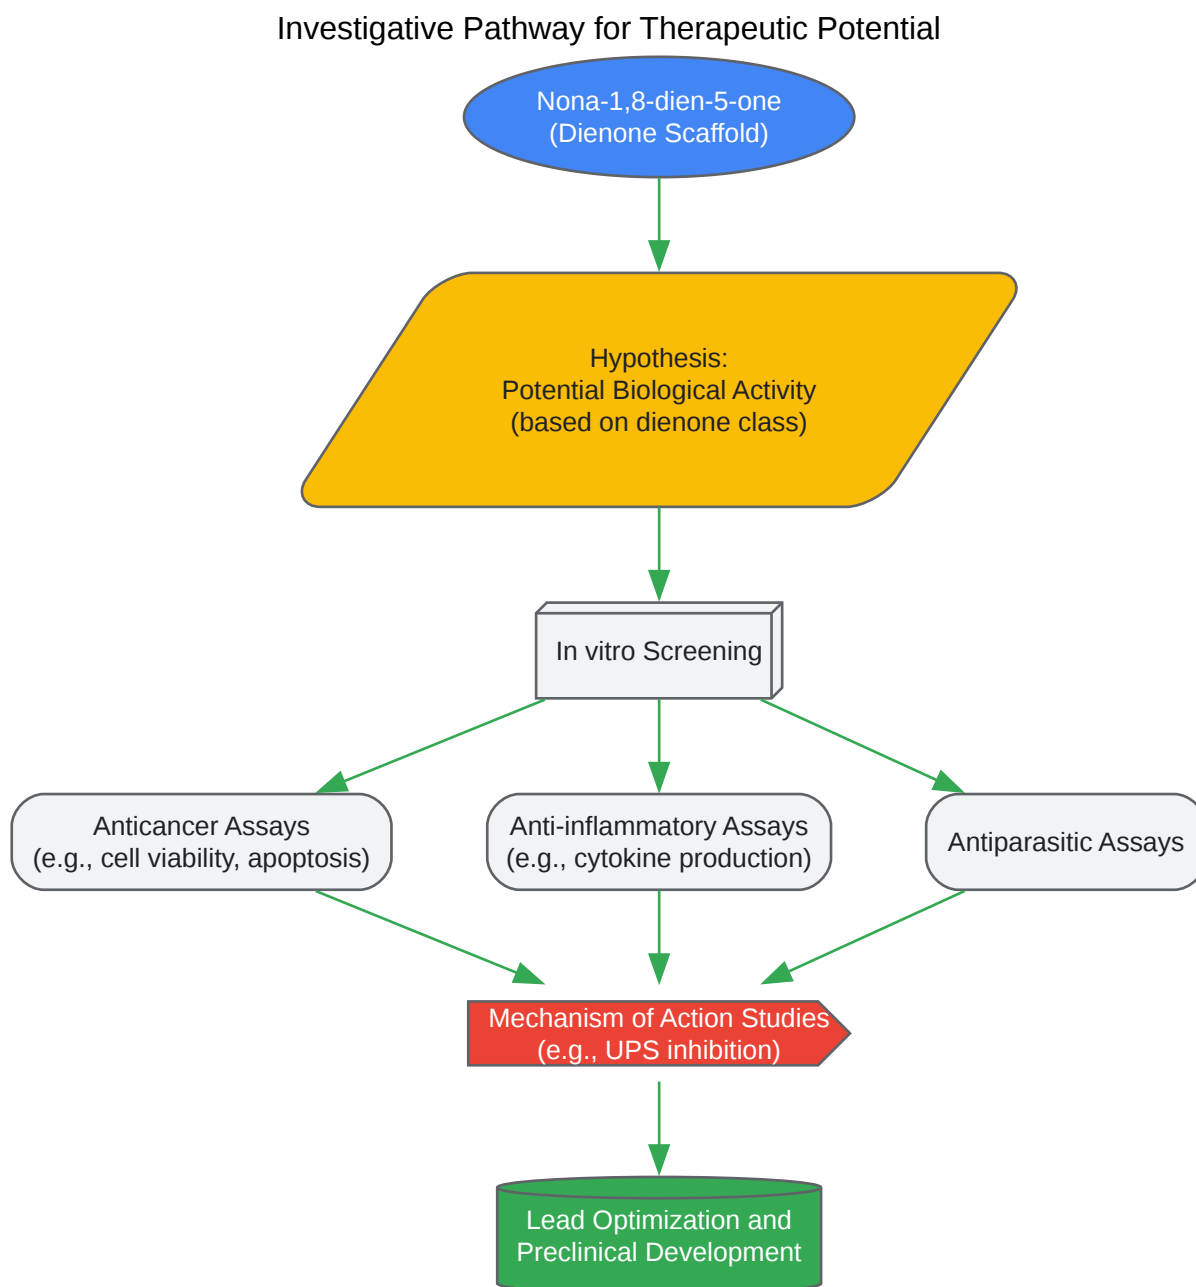 Investigative Pathway for Therapeutic Potential
Nona-1,8-dien-5-one
(Dienone Scaffold)
Hypothesis:
Potential Biological Activity
(based on dienone class)
In vitro Screening
Anticancer Assays
(e.g., cell viability, apoptosis)
Anti-inflammatory Assays
(e.g., cytokine production)
Antiparasitic Assays
Mechanism of Action Studies
(e.g., UPS inhibition)
Lead Optimization and
Preclinical Development